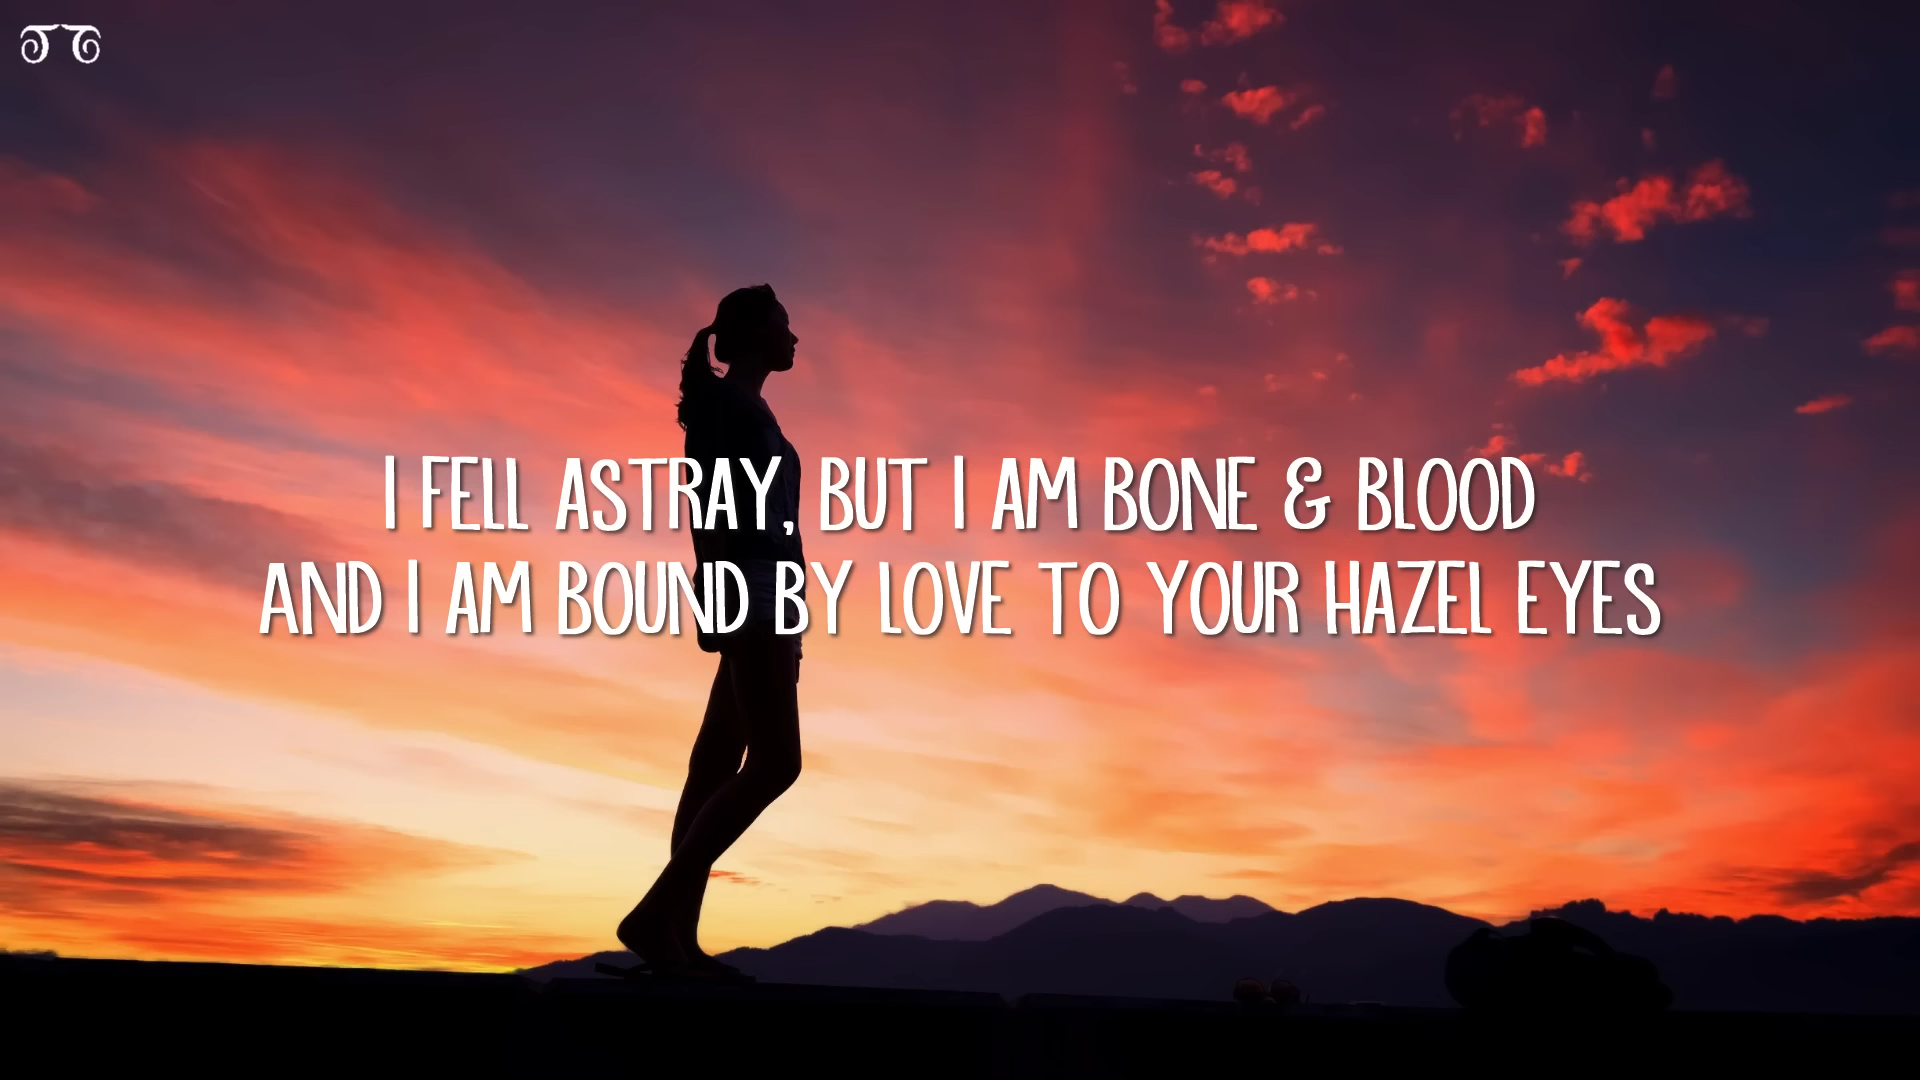 I FELL ASTRAY, BUT I AM BONE & BLOOD
AND I AM BOUND BY LOVE TO YOUR HAZEL EYES